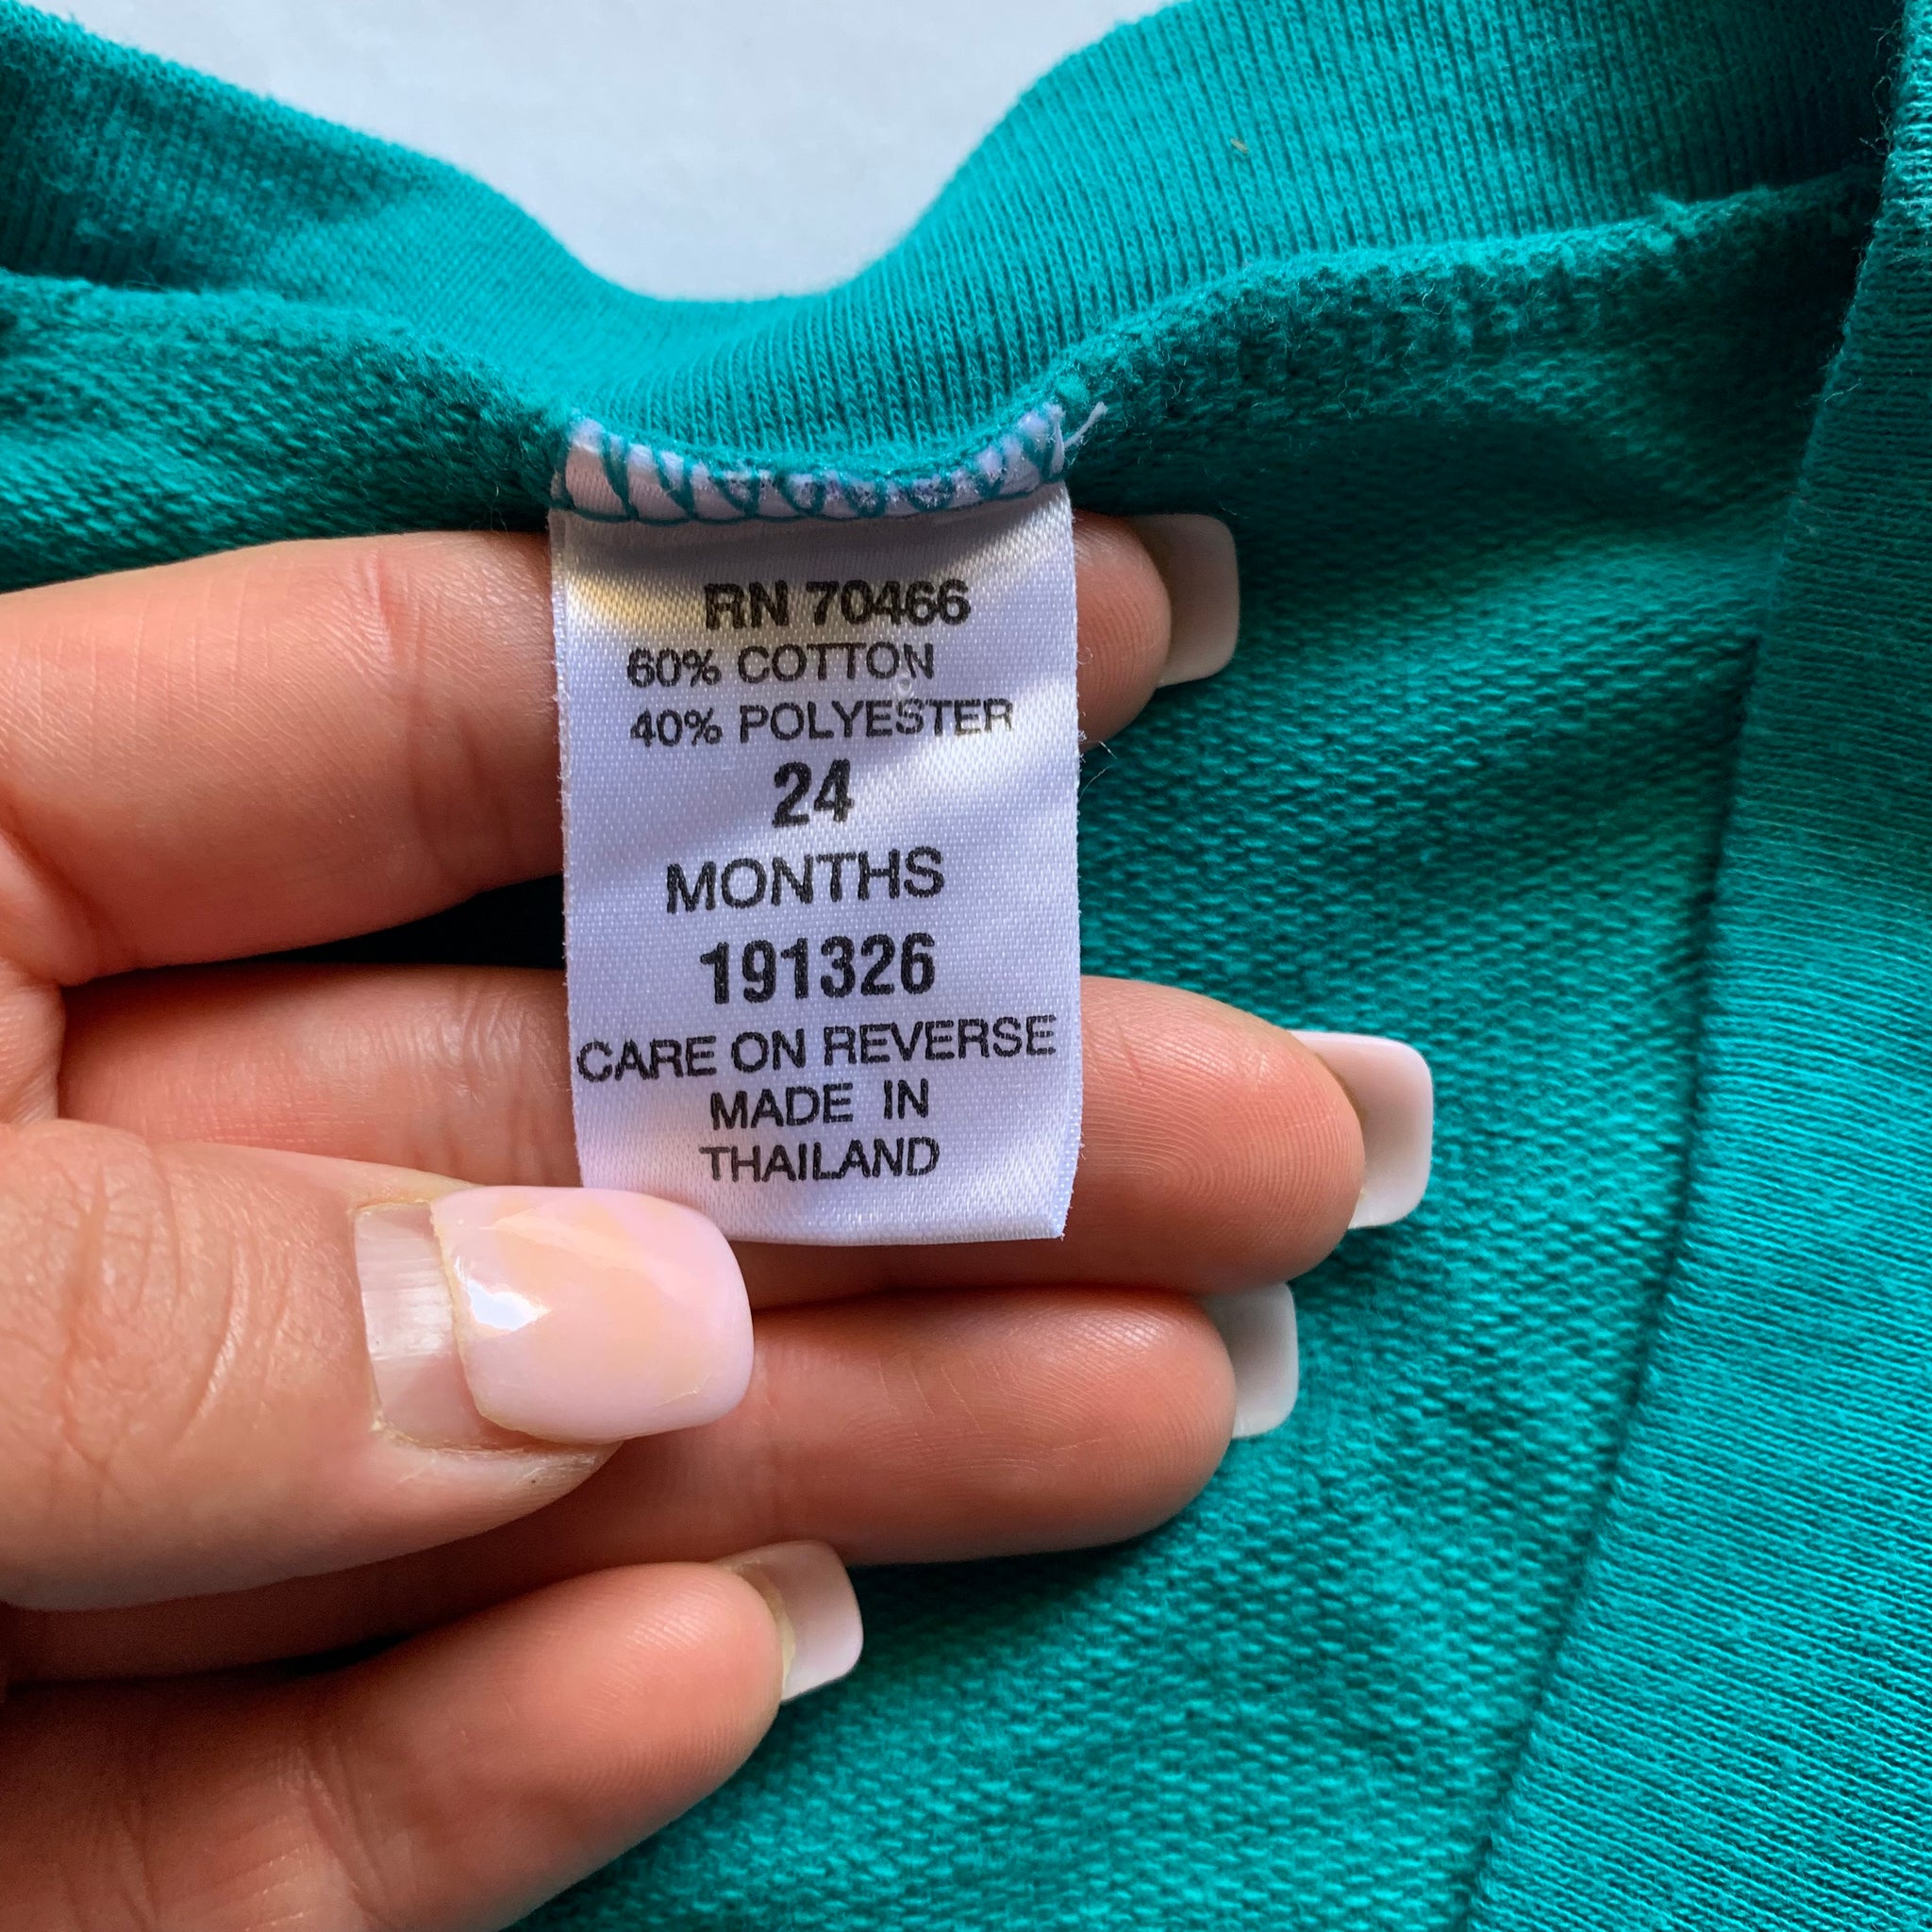 RN 70466
60% COTTON
40% POLYESTER
24
MONTHS
191326
CARE ON REVERSE
MADE IN
THAILAND